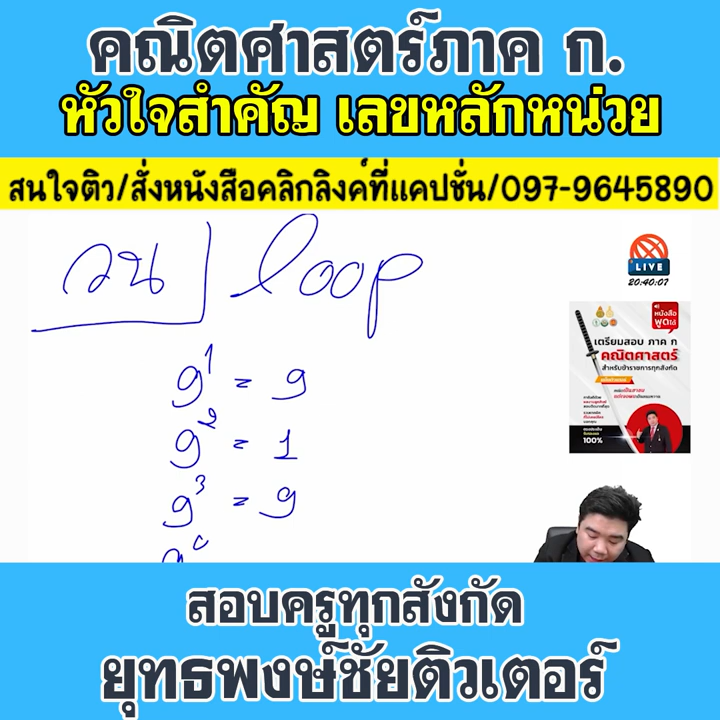 คณิตศาสตร์ภาค ก.
หัวใจสำคัญ เลขหลักหน่วย
สนใจติว/สั่งหนังสือคลิกลิงค์ที่แคปชั่น/097-9645890
วน loop
LIVE
20:40:07
9¹ = 9
9² = 1
9³ = 9
หนังสือ
พูดได้
เตรียมสอบ ภาค ก
คณิตศาสตร์
สำหรับข้าราชการทุกสังกัด
100%
สอบครูทุกสังกัด
ยุทธพงษ์ชัยติวเตอร์